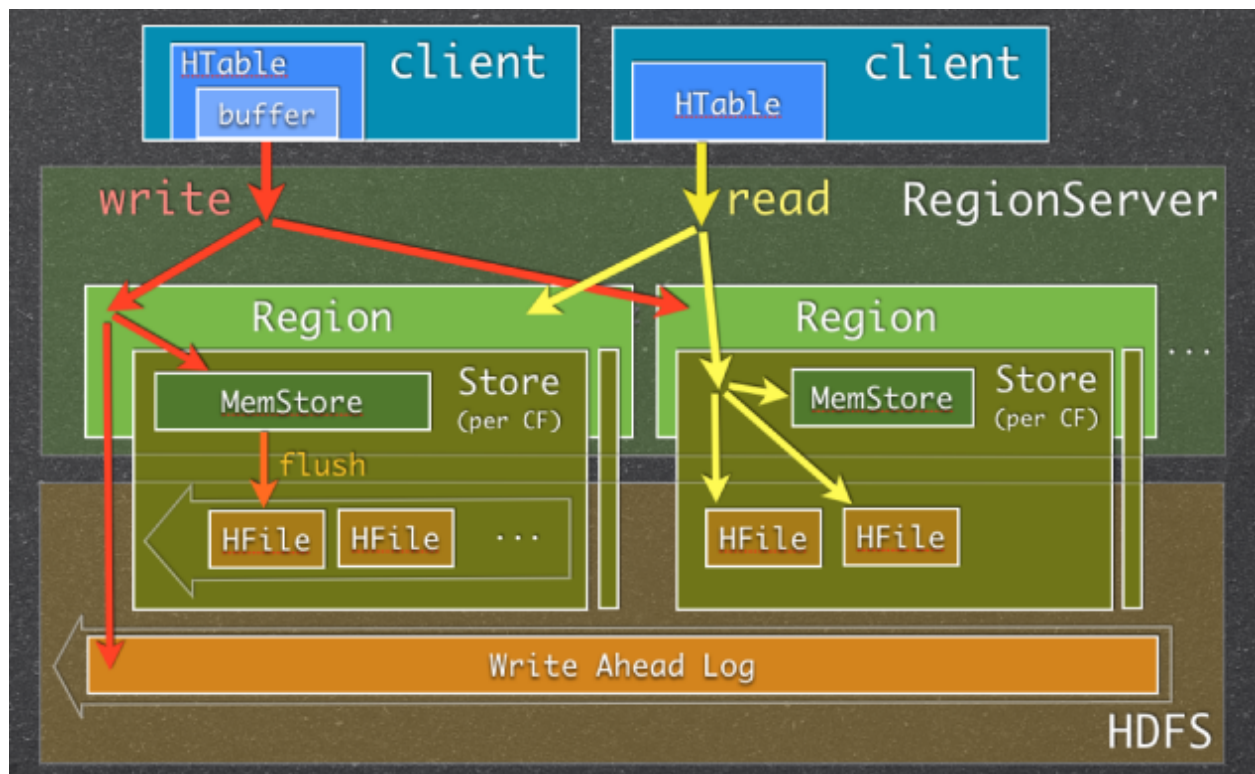 HTable
client
buffer
HTable
client
write
read
RegionServer
Region
Region
...
MemStore
Store
(per CF)
MemStore
Store
(per CF)
flush
HFile
HFile
...
HFile
HFile
Write Ahead Log
HDFS